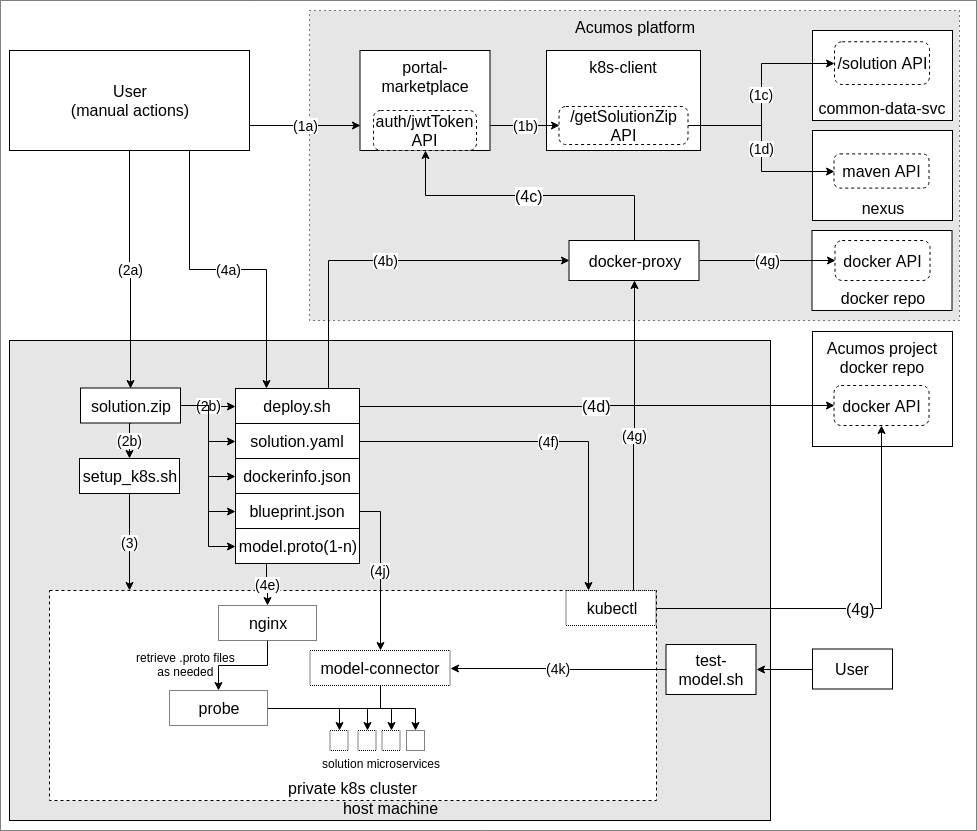 Acumos platform
User
(manual actions)
portal-
marketplace
auth/jwtToken
API
k8s-client
/getSolutionZip
API
/solution API
common-data-svc
(1a)
(1b)
(1c)
(1d)
maven API
nexus
(4c)
docker-proxy
(4b)
(4g)
docker API
docker repo
(2a)
(4a)
Acumos project
docker repo
docker API
solution.zip
(2b)
deploy.sh
(4d)
(2b)
solution.yaml
(4f)
(4g)
setup_k8s.sh
dockerinfo.json
blueprint.json
(3)
model.proto(1-n)
(4j)
(4e)
kubectl
(4g)
nginx
retrieve .proto files
as needed
model-connector
(4k)
test-
model.sh
User
probe
solution microservices
private k8s cluster
host machine